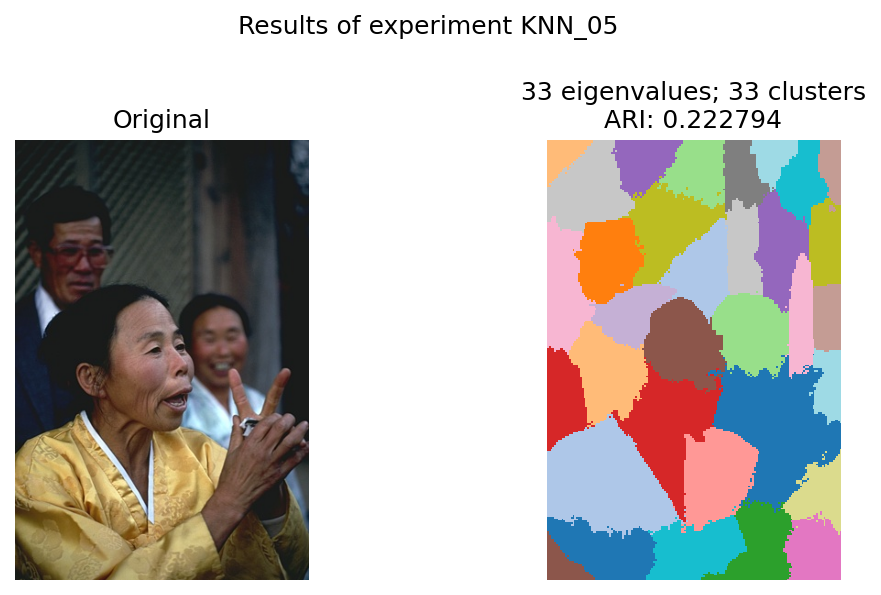 Results of experiment KNN_05
Original
33 eigenvalues; 33 clusters
ARI: 0.222794